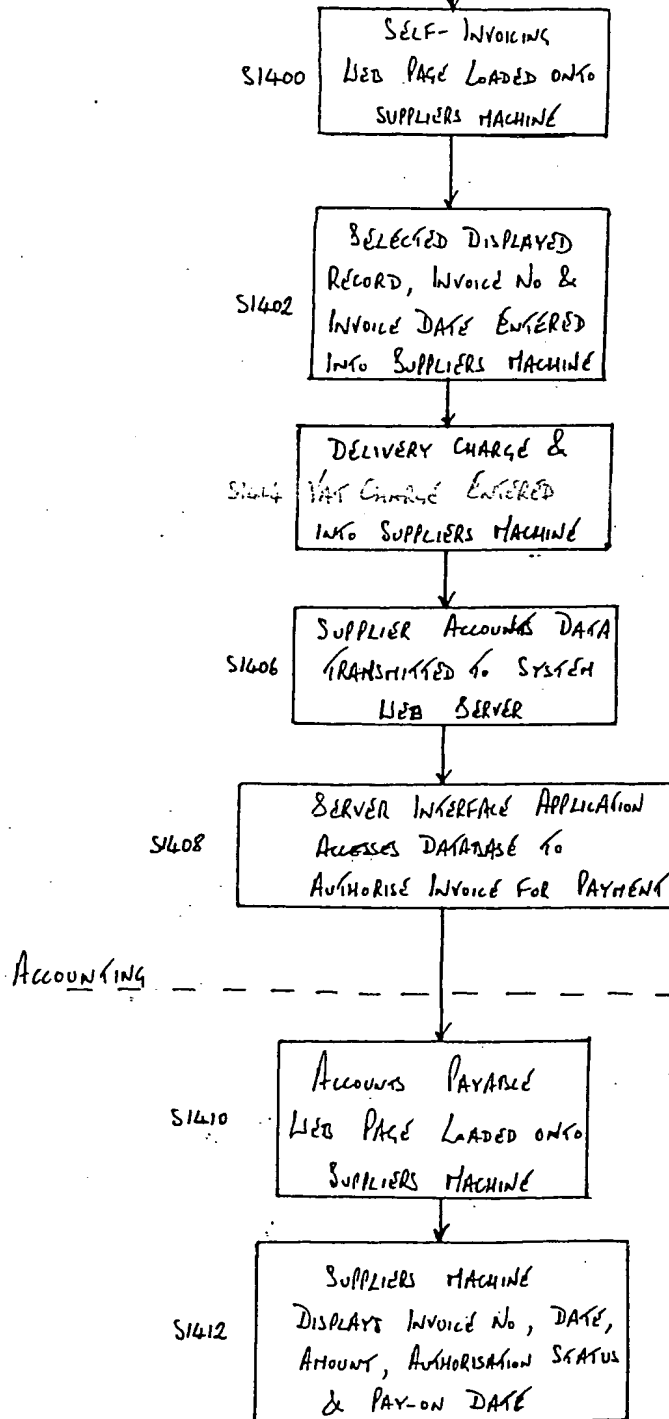 S1400
SELF-INVOICING
WEB PAGE LOADED ONTO
SUPPLIERS MACHINE
S1402
SELECTED DISPLAYED
RECORD, INVOICE NO &
INVOICE DATE ENTERED
INTO SUPPLIERS MACHINE
DELIVERY CHARGE &
VAT CHARGE ENTERED
INTO SUPPLIERS MACHINE
S1406
SUPPLIER ACCOUNTS DATA
TRANSMITTED TO SYSTEM
WEB SERVER
S1408
SERVER INTERFACE APPLICATION
ACCESSES DATABASE TO
AUTHORISE INVOICE FOR PAYMENT
ACCOUNTING
S1410
ACCOUNTS PAYABLE
WEB PAGE LOADED ONTO
SUPPLIERS MACHINE
S1412
SUPPLIERS MACHINE
DISPLAYS INVOICE NO, DATE,
AMOUNT, AUTHORISATION STATUS
& PAY-ON DATE